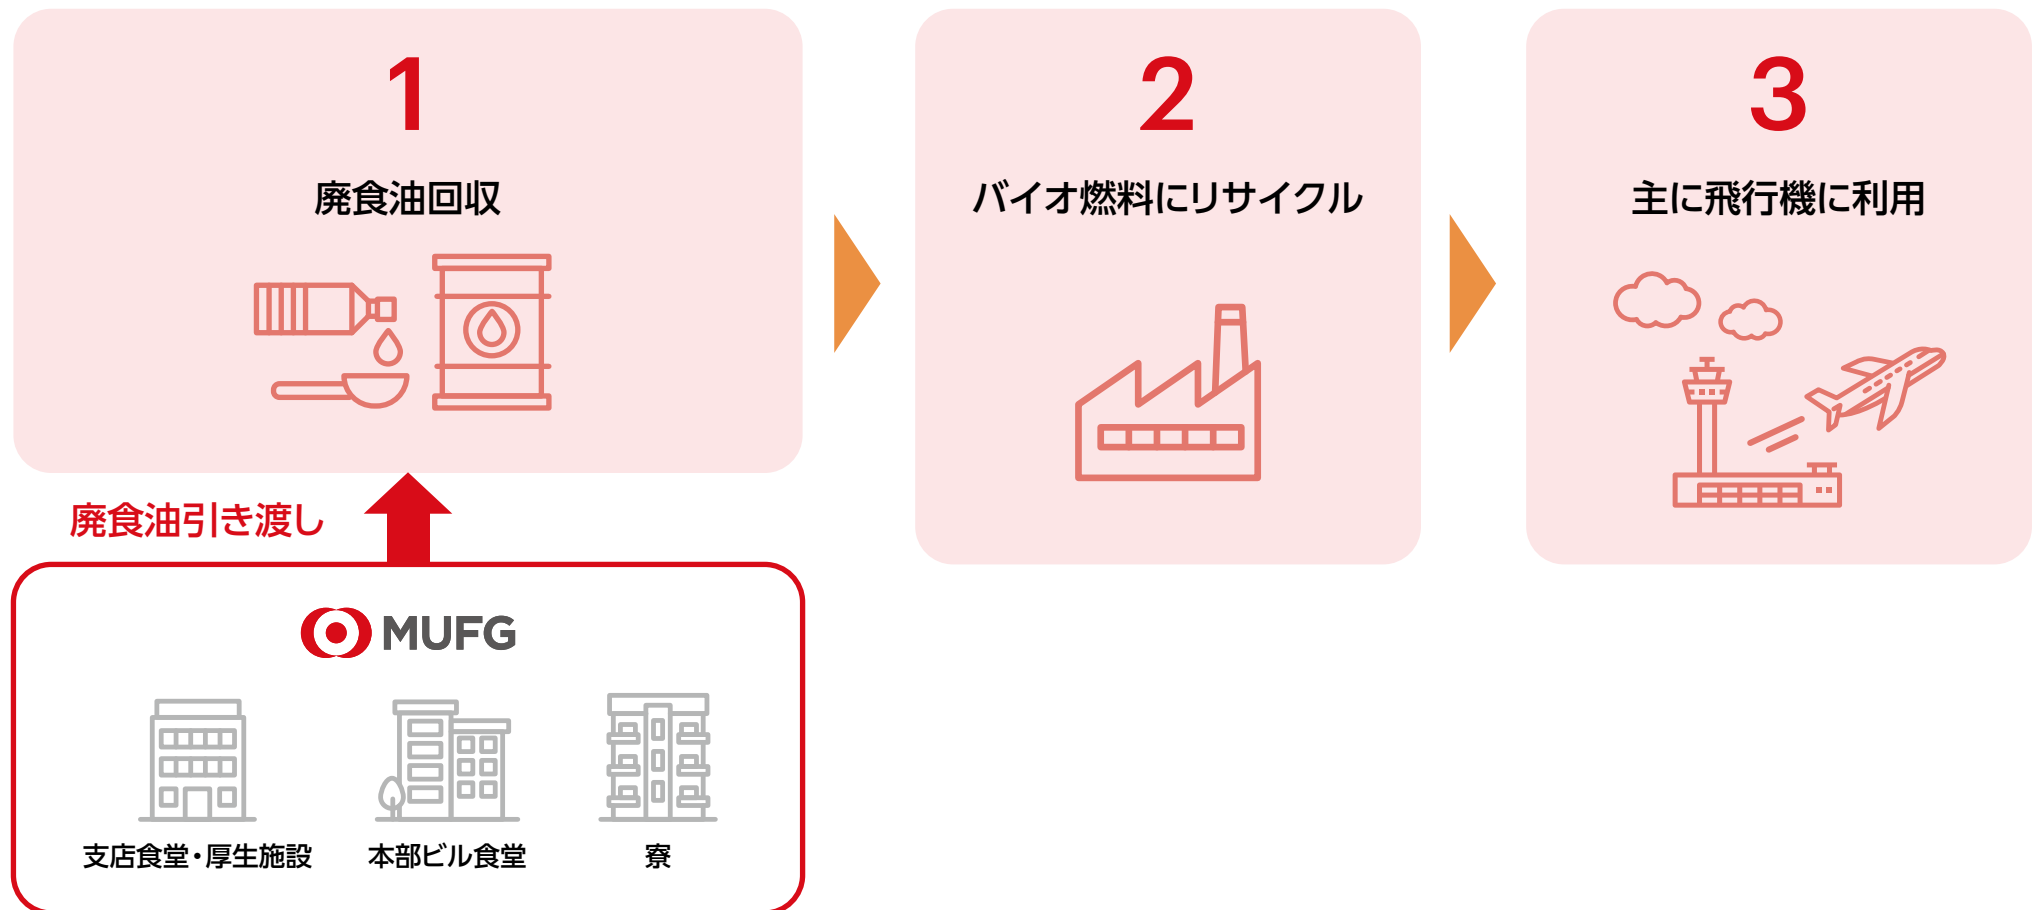 1
廃食油回収
2
バイオ燃料にリサイクル
3
主に飛行機に利用
廃食油引き渡し
MUFG
支店食堂・厚生施設
本部ビル食堂
寮